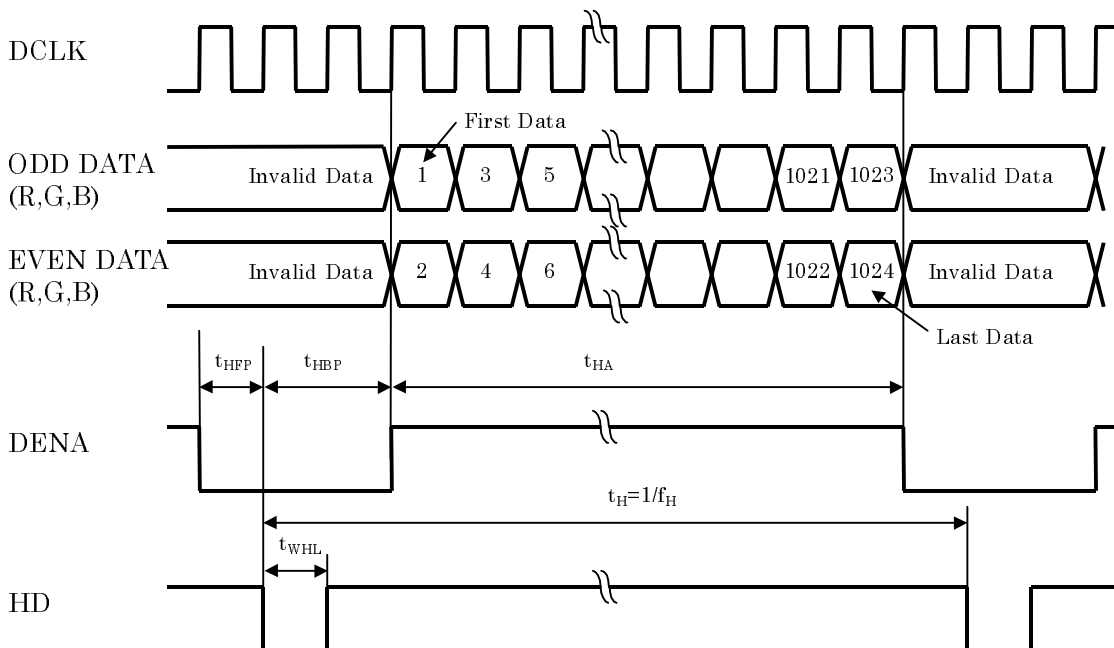 DCLK
First Data
ODD DATA
(R,G,B)
Invalid Data 1 3 5 1021 1023 Invalid Data
EVEN DATA
(R,G,B)
Invalid Data 2 4 6 1022 1024 Invalid Data
Last Data
tHFP tHBP tHA
DENA
tH=1/fH
tWHL
HD